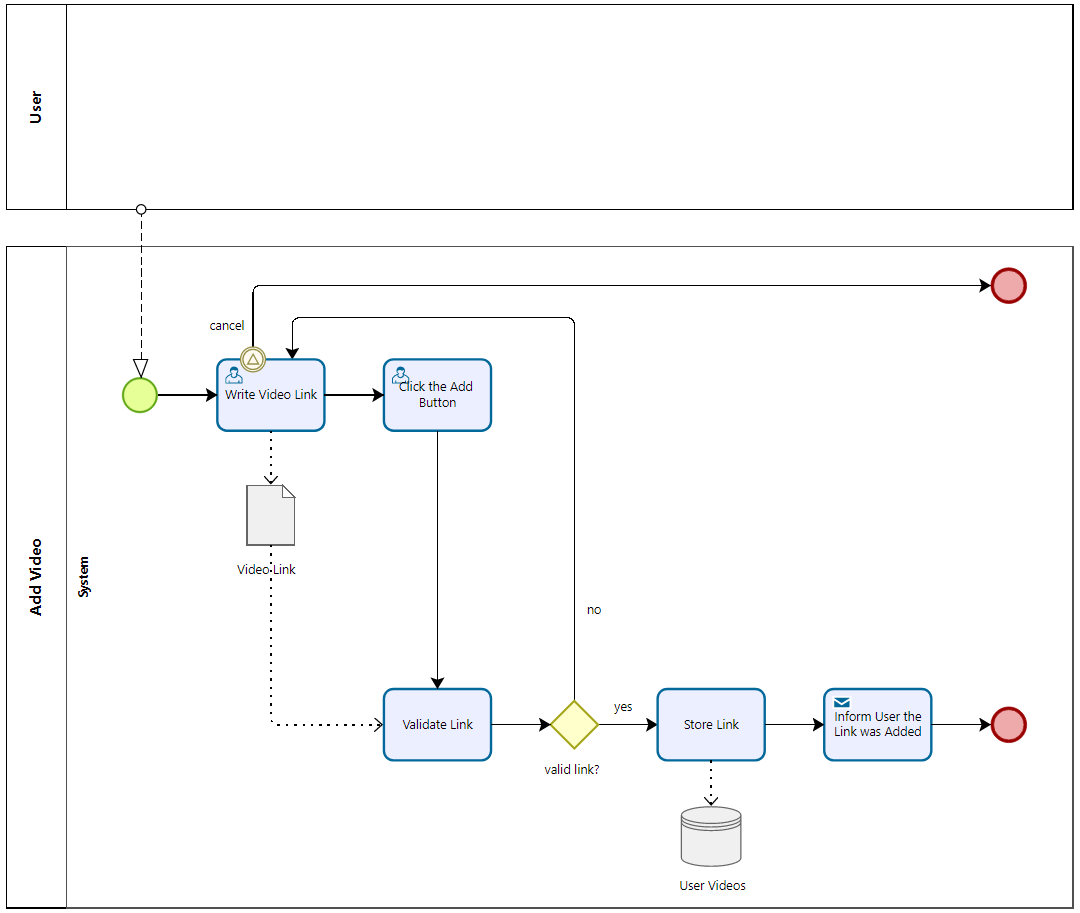 User
Add Video
System
cancel
Write Video Link
Click the Add
Button
Video Link
no
Validate Link
valid link?
yes
Store Link
Inform User the
Link was Added
User Videos